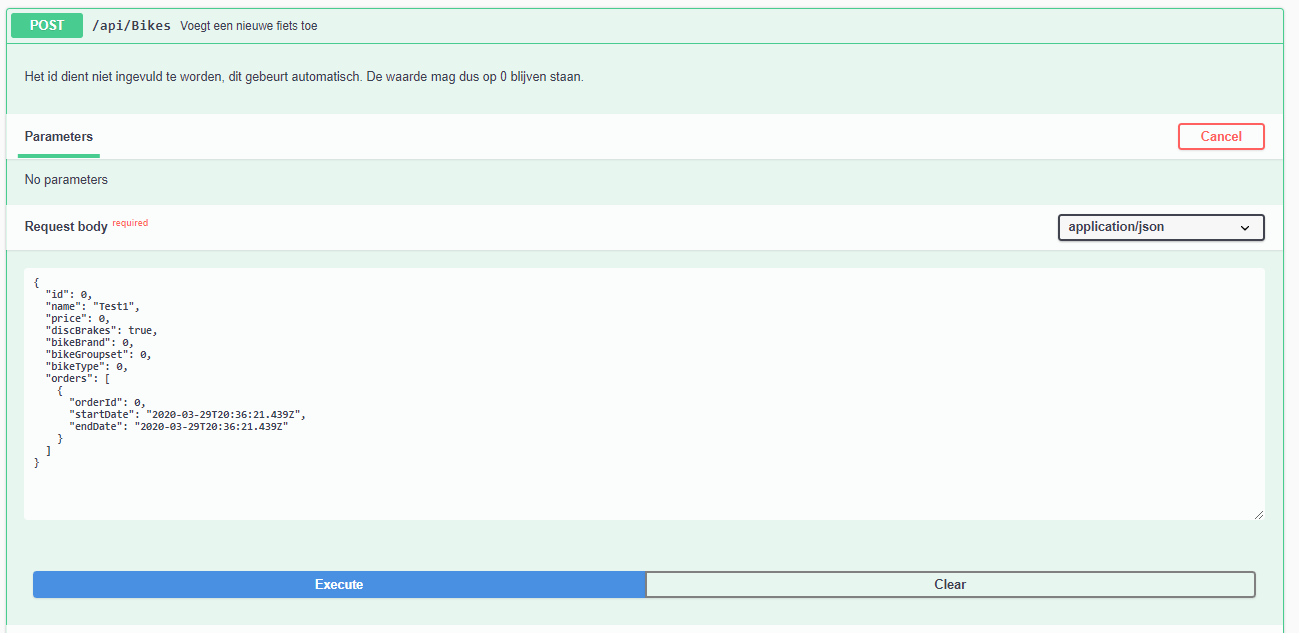 POST /api/Bikes Voegt een nieuwe fiets toe
Het id dient niet ingevuld te worden, dit gebeurt automatisch. De waarde mag dus op 0 blijven staan.
Parameters
Cancel
No parameters
Request body required
application/json
{
  "id": 0,
  "name": "Test1",
  "price": 0,
  "discBrakes": true,
  "bikeBrand": 0,
  "bikeGroupset": 0,
  "bikeType": 0,
  "orders": [
    {
      "orderId": 0,
      "startDate": "2020-03-29T20:36:21.439Z",
      "endDate": "2020-03-29T20:36:21.439Z"
    }
  ]
}
Execute
Clear